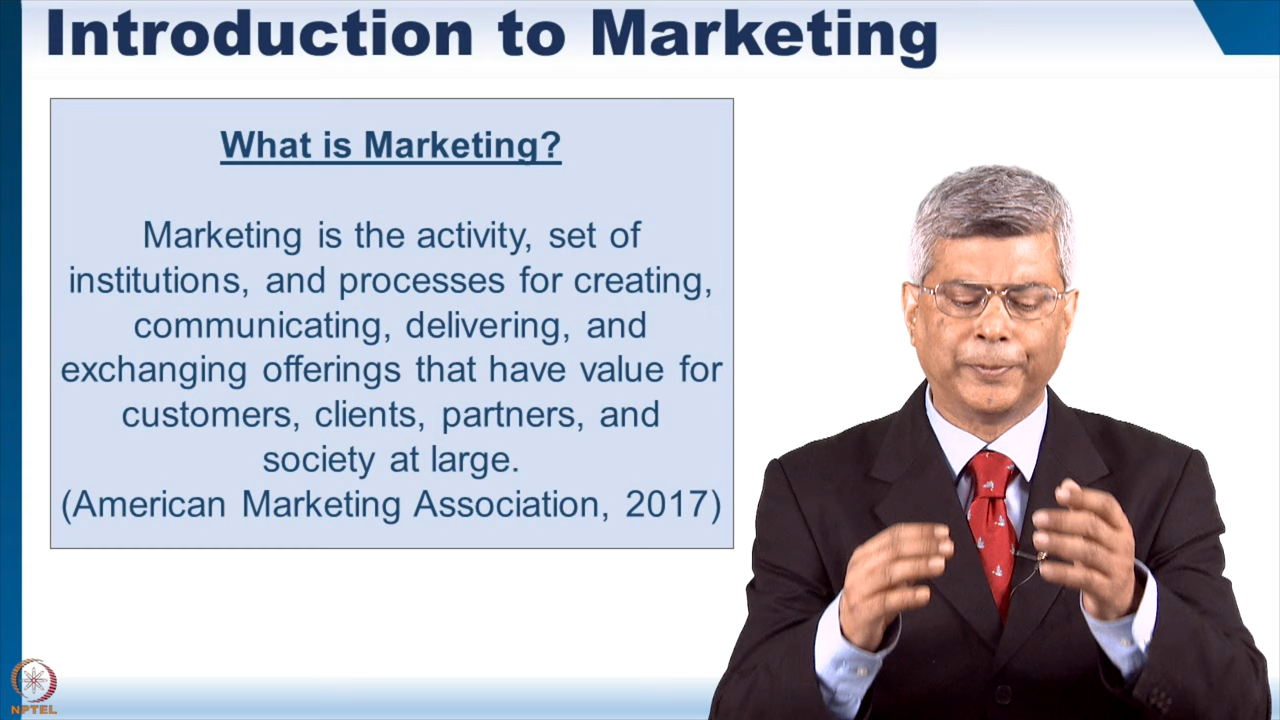 Introduction to Marketing
What is Marketing?
Marketing is the activity, set of
institutions, and processes for creating,
communicating, delivering, and
exchanging offerings that have value for
customers, clients, partners, and
society at large.
(American Marketing Association, 2017)
NPTEL